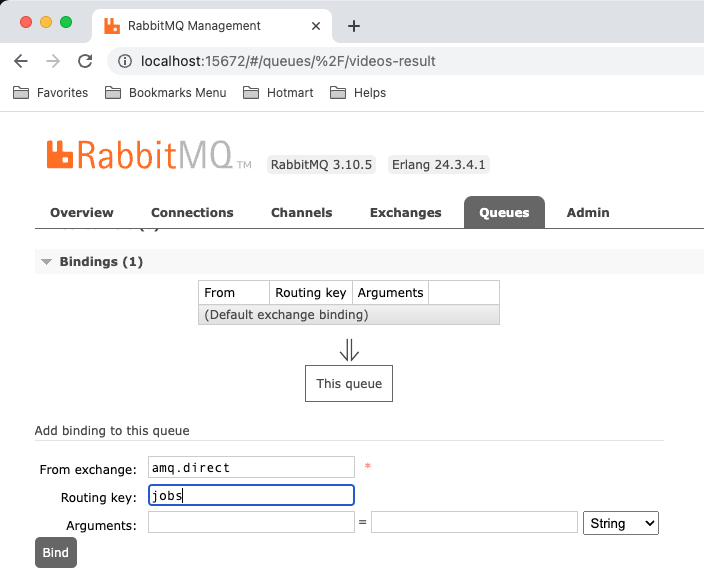 RabbitMQ Management
localhost:15672/#/queues/%2F/videos-result
Favorites Bookmarks Menu Hotmart Helps
RabbitMQ TM RabbitMQ 3.10.5 Erlang 24.3.4.1
Overview Connections Channels Exchanges Queues Admin
Bindings (1)
From Routing key Arguments
(Default exchange binding)
This queue
Add binding to this queue
From exchange: amq.direct *
Routing key: jobs
Arguments: = String
Bind